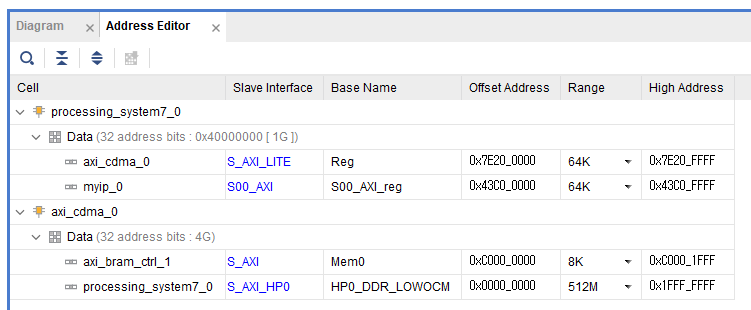 Diagram × Address Editor ×
Cell Slave Interface Base Name Offset Address Range High Address
processing_system7_0
Data (32 address bits : 0x40000000 [ 1G ])
axi_cdma_0 S_AXI_LITE Reg 0x7E20_0000 64K 0x7E20_FFFF
myip_0 S00_AXI S00_AXI_reg 0x43C0_0000 64K 0x43C0_FFFF
axi_cdma_0
Data (32 address bits : 4G)
axi_bram_ctrl_1 S_AXI Mem0 0xC000_0000 8K 0xC000_1FFF
processing_system7_0 S_AXI_HP0 HP0_DDR_LOWOCM 0x0000_0000 512M 0x1FFF_FFFF